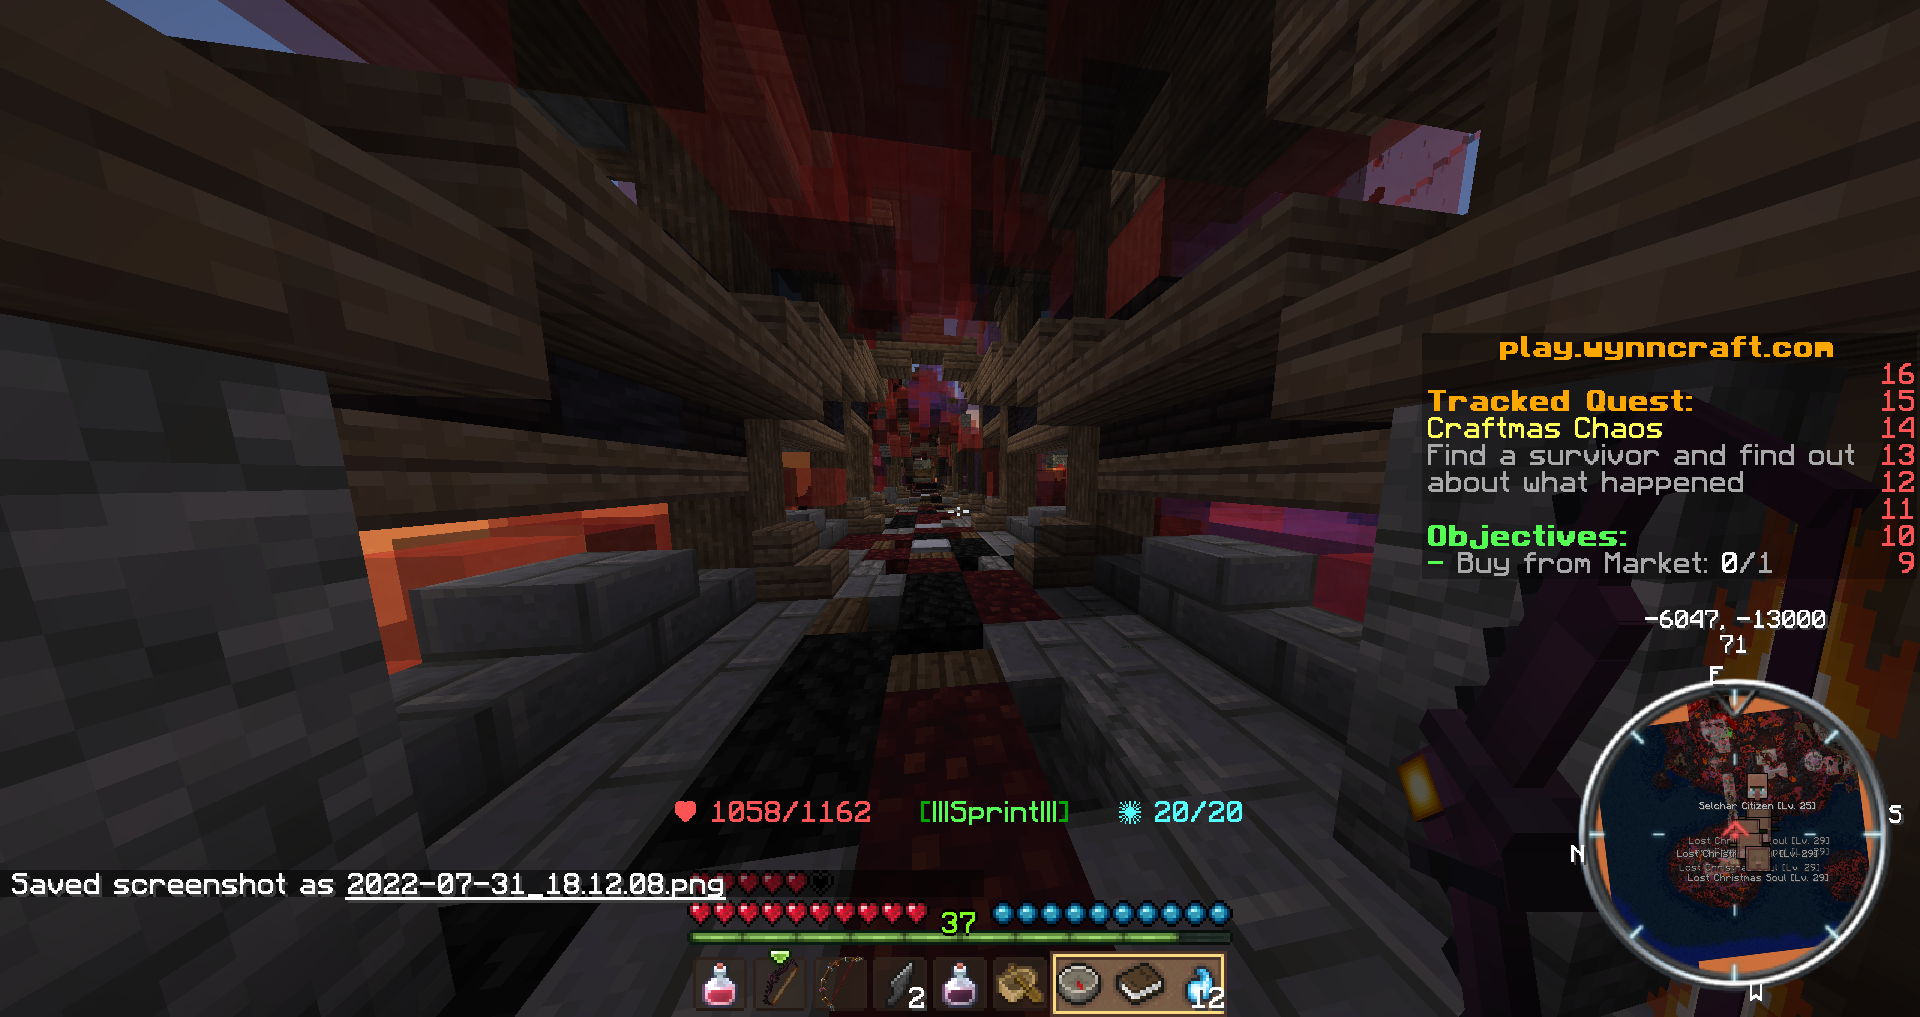 play.wynncraft.com
16
Tracked Quest: 15
Craftmas Chaos 14
Find a survivor and find out 13
about what happened 12
11
Objectives: 10
- Buy from Market: 0/1 9
-6047, -13000
71
E
Selchar Citizen [Lv. 25]
S
N
Lost Christmas Soul [Lv. 29]
W
1058/1162 [|||Sprint|||] 20/20
Saved screenshot as 2022-07-31_18.12.08.png
37
2
12